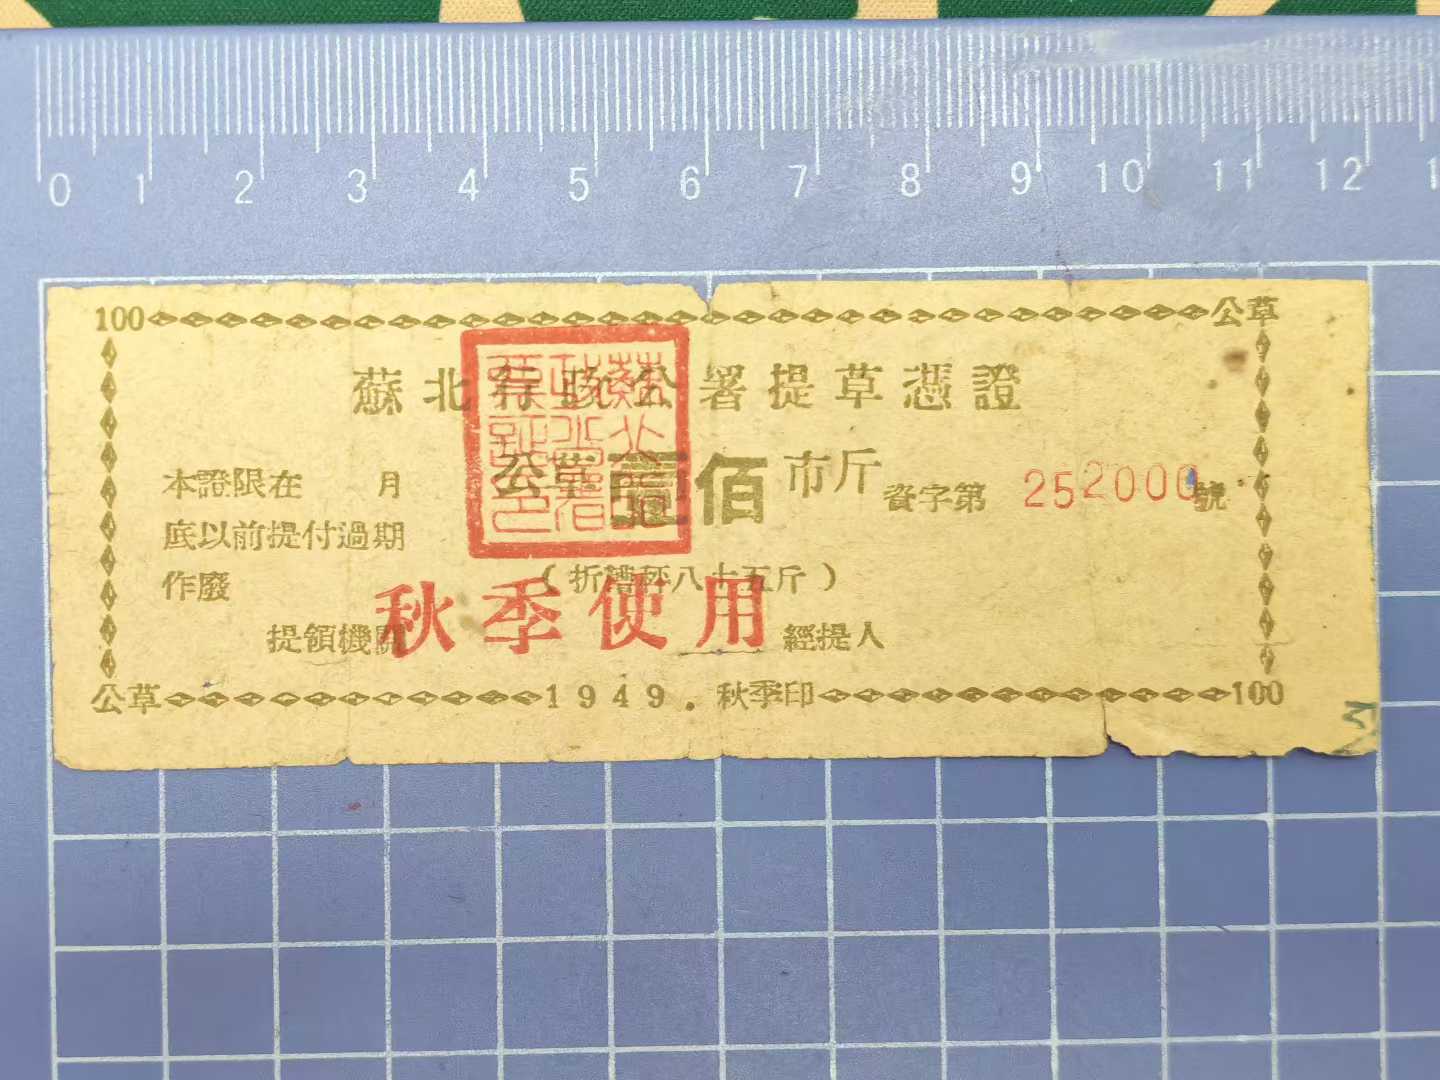 0 1 2 3 4 5 6 7 8 9 10 11 12
100 公草
蘇北行政公署提草憑證
公草壹佰市斤
資字第 252000 號
本證限在 月
底以前提付過期
作廢
(折糟秤八十五斤)
秋季使用
提領機關 經提人
公草 1949.秋季印 100